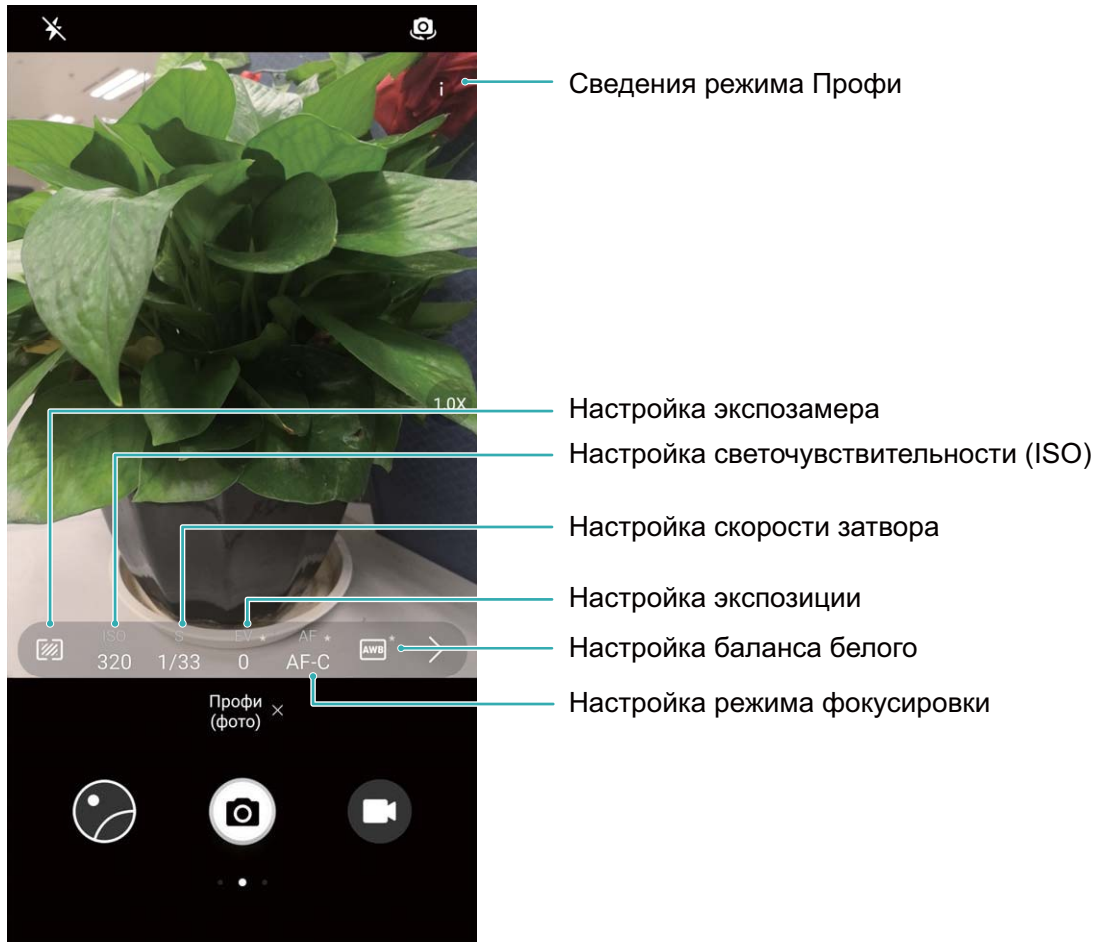 i
Сведения режима Профи
1.0X
Настройка экспозамера
Настройка светочувствительности (ISO)
Настройка скорости затвора
Настройка экспозиции
ISO S EV AF
Настройка баланса белого
320 1/33 0 AF-C AWB
Настройка режима фокусировки
Профи
(фото)